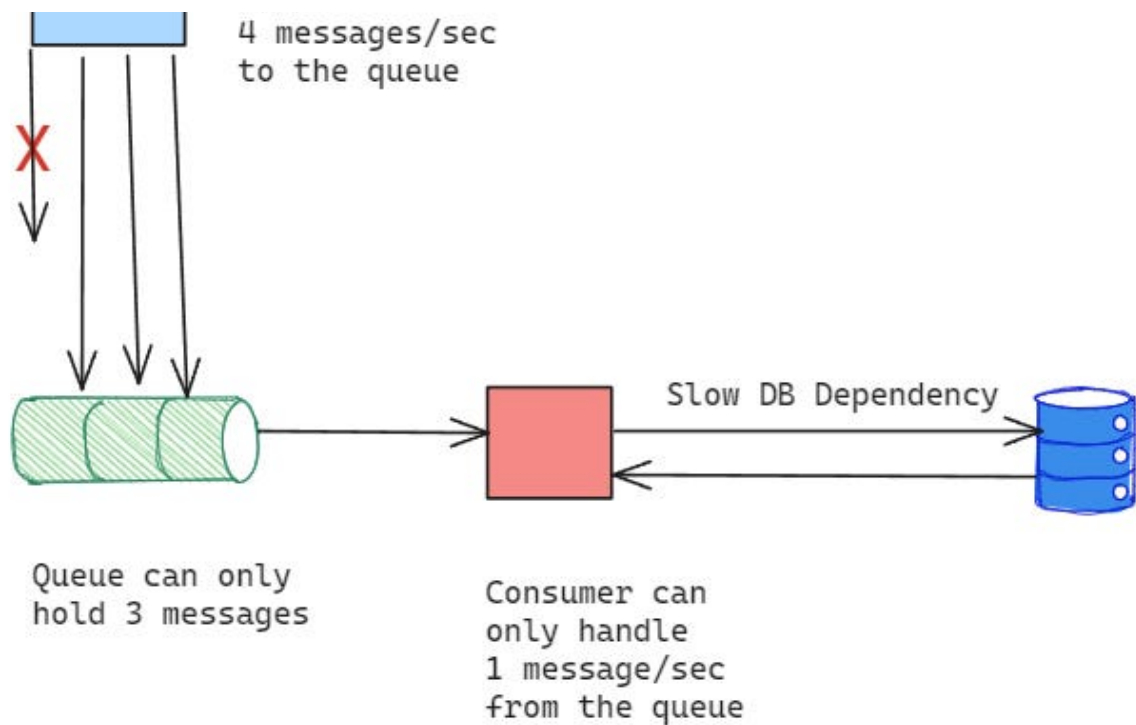 4 messages/sec
to the queue
X
Slow DB Dependency
Queue can only
hold 3 messages
Consumer can
only handle
1 message/sec
from the queue